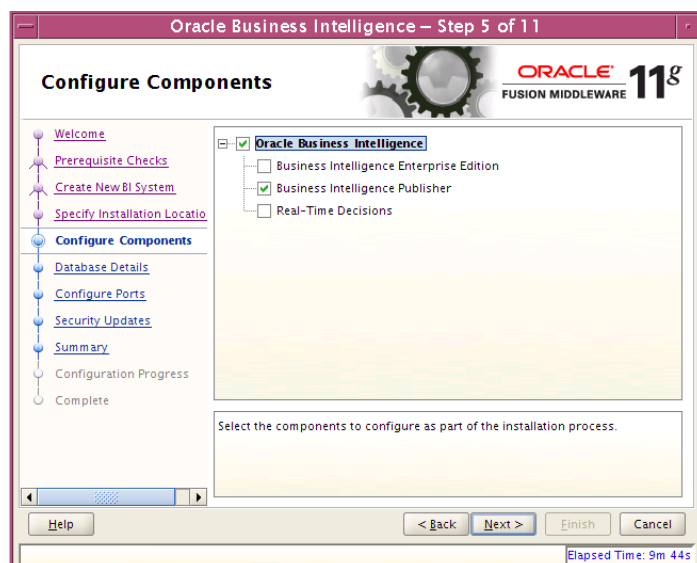 Oracle Business Intelligence – Step 5 of 11
Configure Components
ORACLE®
FUSION MIDDLEWARE 11g
Welcome
Prerequisite Checks
Create New BI System
Specify Installation Locatio
Configure Components
Database Details
Configure Ports
Security Updates
Summary
Configuration Progress
Complete
Oracle Business Intelligence
Business Intelligence Enterprise Edition
Business Intelligence Publisher
Real-Time Decisions
Select the components to configure as part of the installation process.
Help
< Back
Next >
Finish
Cancel
Elapsed Time: 9m 44s